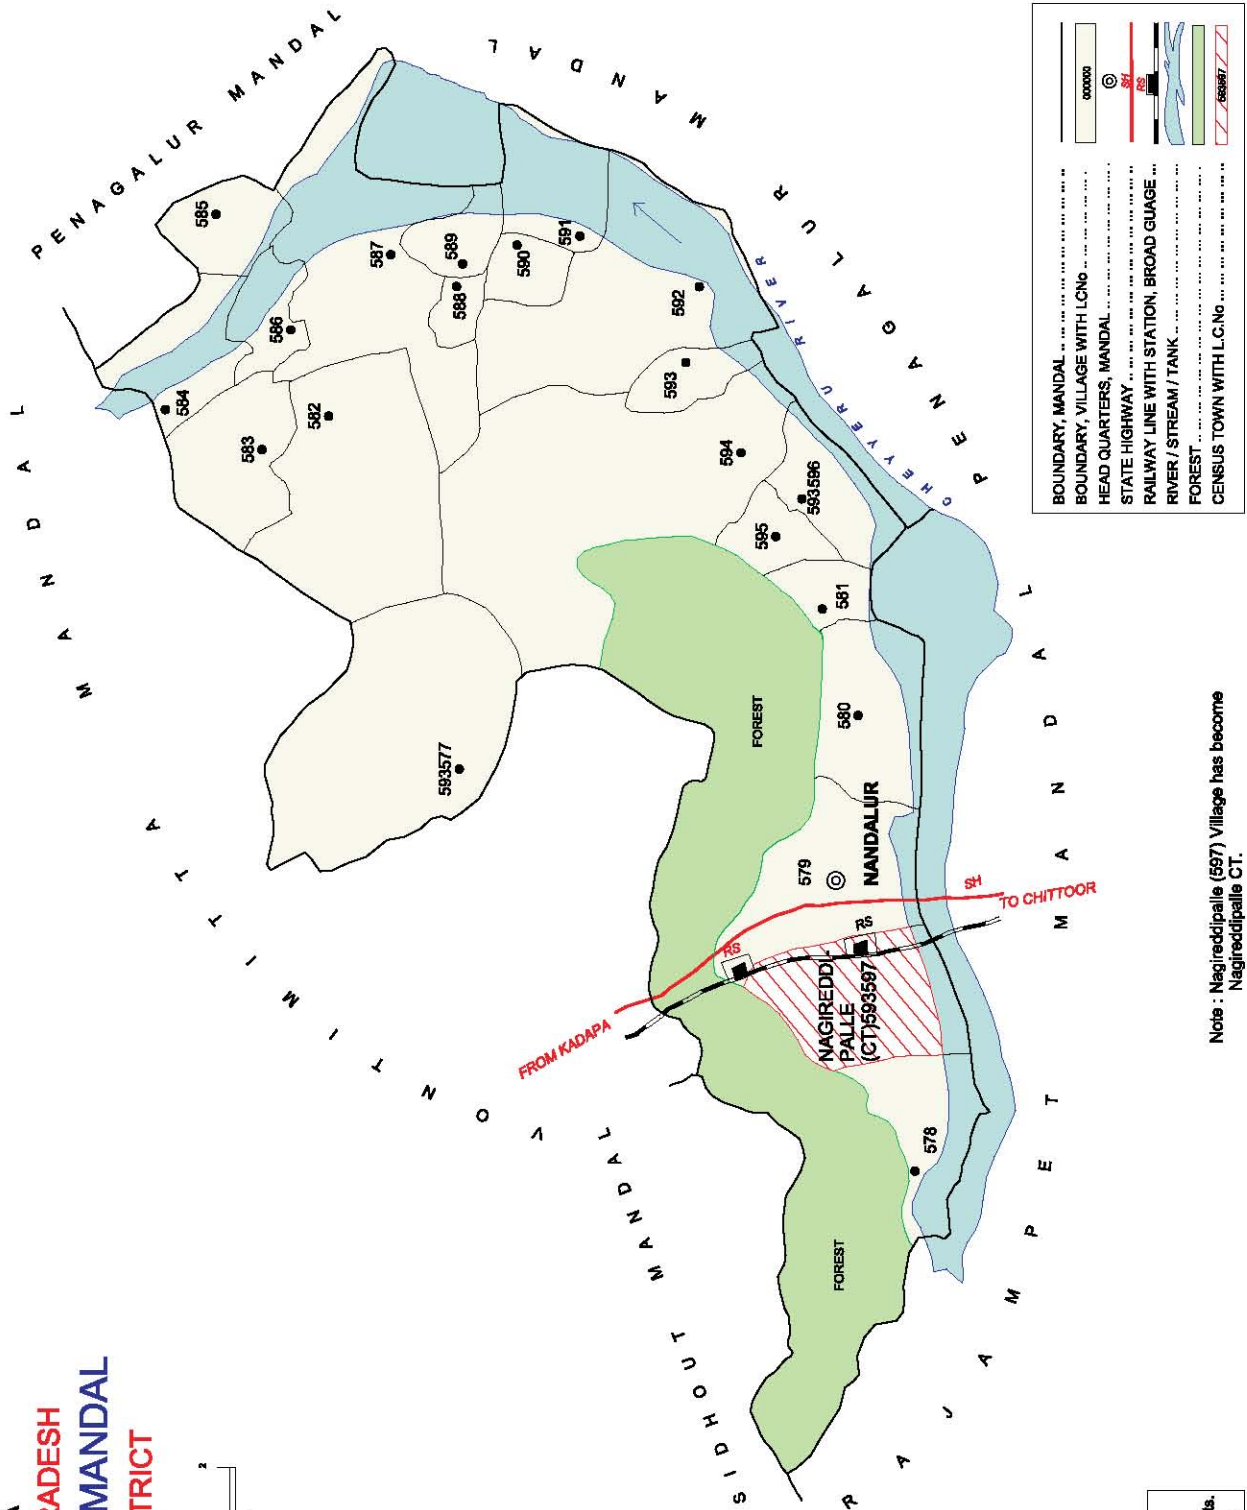 RADESH
MANDAL
TRICT
2
PENAGALUR MANDAL
PENAGALUR MANDAL
VONTIMITTA MANDAL
SIDHOUT MANDAL
RAJAMPET MANDAL
CHEYYERU RIVER
585
584
586
587
583
582
589
588
590
591
592
593
594
593596
595
581
580
593577
FOREST
579
NANDALUR
SH
TO CHITTOOR
RS
RS
FROM KADAPA
NAGIREDDI
PALLE
(CT)593597
578
FOREST
BOUNDARY, MANDAL
BOUNDARY, VILLAGE WITH LCNo
000000
HEAD QUARTERS, MANDAL
STATE HIGHWAY
SH
RAILWAY LINE WITH STATION, BROAD GUAGE
RS
RIVER / STREAM / TANK
FOREST
CENSUS TOWN WITH L.C.No
593597
Note : Nagireddipalle (597) Village has become
Nagireddipalle CT.
ts.